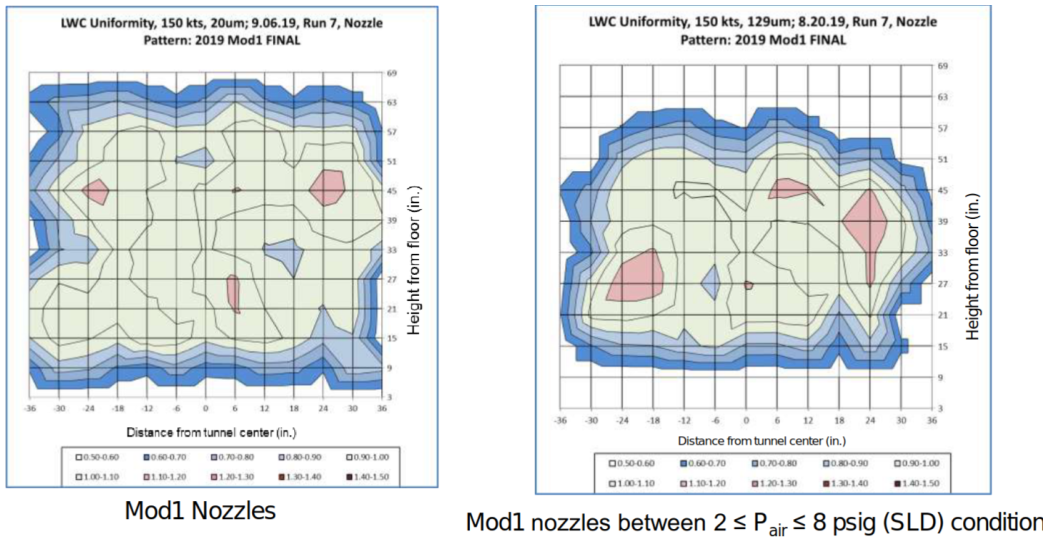 LWC Uniformity, 150 kts, 20um; 9.06.19, Run 7, Nozzle
Pattern: 2019 Mod1 FINAL
69
63
57
51
45
39
33
27
21
15
9
3
Height from floor (in.)
-36 -30 -24 -18 -12 -6 0 6 12 18 24 30 36
Distance from tunnel center (in.)
0.50-0.60 0.60-0.70 0.70-0.80 0.80-0.90 0.90-1.00
1.00-1.10 1.10-1.20 1.20-1.30 1.30-1.40 1.40-1.50
Mod1 Nozzles
LWC Uniformity, 150 kts, 129um; 8.20.19, Run 7, Nozzle
Pattern: 2019 Mod1 FINAL
69
63
57
51
45
39
33
27
21
15
9
3
Height from floor (in.)
-36 -30 -24 -18 -12 -6 0 6 12 18 24 30 36
Distance from tunnel center (in.)
0.50-0.60 0.60-0.70 0.70-0.80 0.80-0.90 0.90-1.00
1.00-1.10 1.10-1.20 1.20-1.30 1.30-1.40 1.40-1.50
Mod1 nozzles between 2 ≤ Pair ≤ 8 psig (SLD) condition